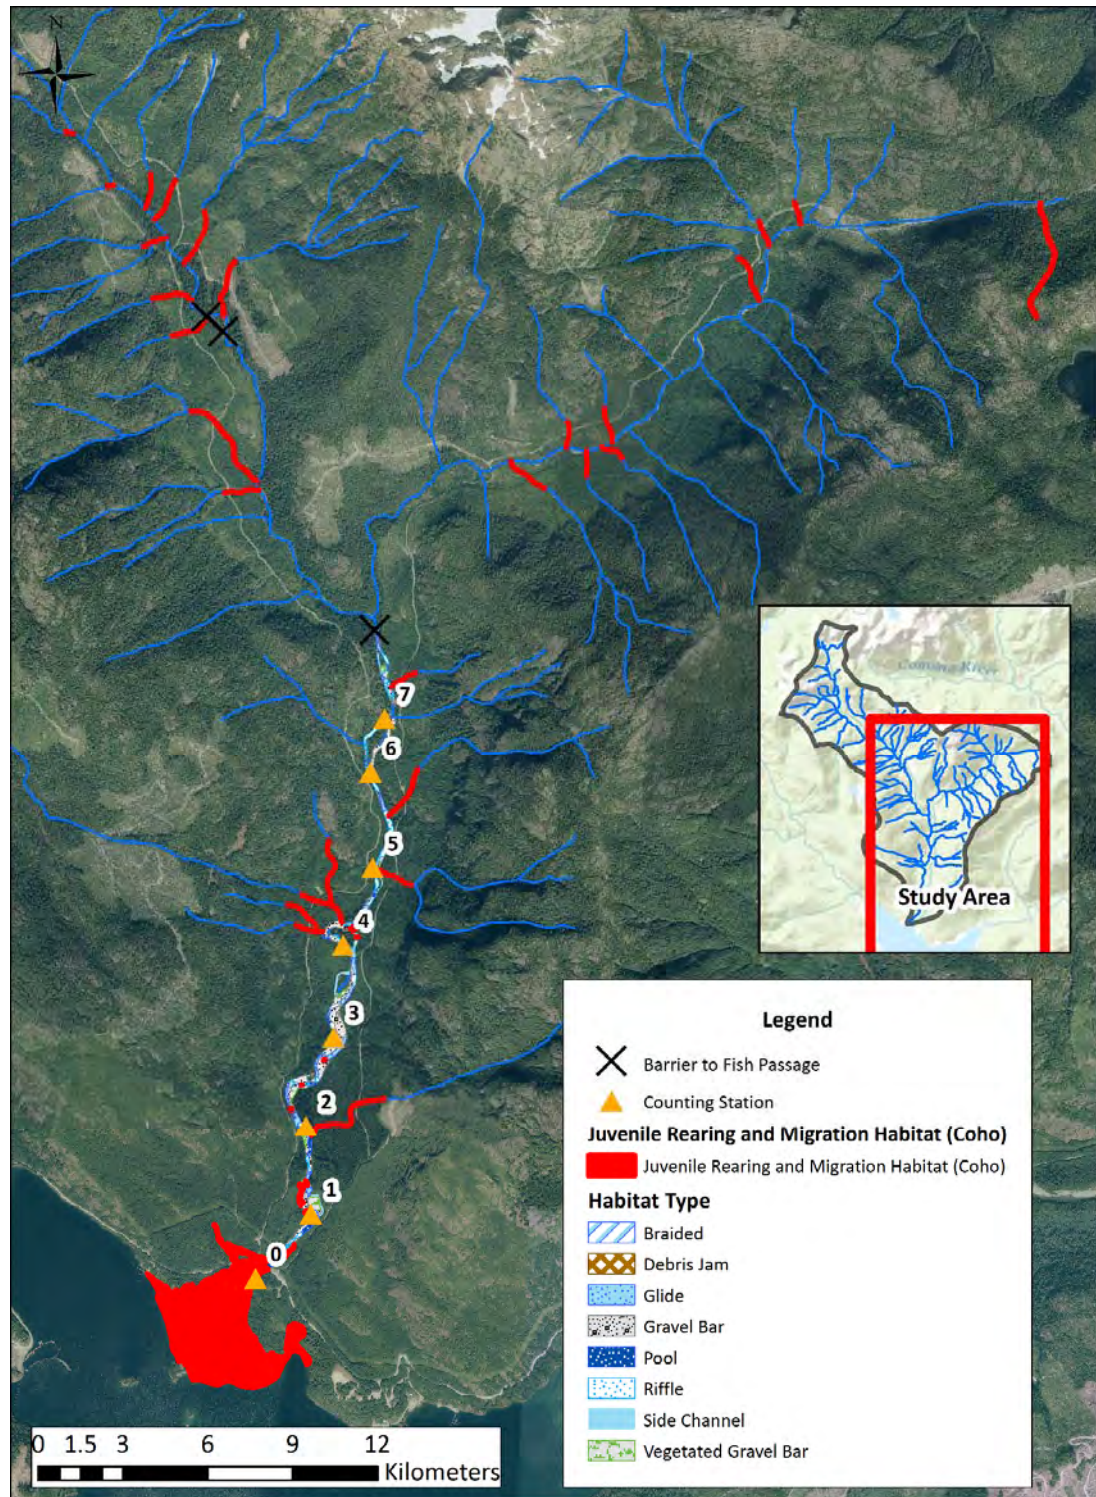 N
7
6
5
4
3
2
1
0
Study Area
Legend
Barrier to Fish Passage
Counting Station
Juvenile Rearing and Migration Habitat (Coho)
Juvenile Rearing and Migration Habitat (Coho)
Habitat Type
Braided
Debris Jam
Glide
Gravel Bar
Pool
Riffle
Side Channel
Vegetated Gravel Bar
0 1.5 3 6 9 12
Kilometers